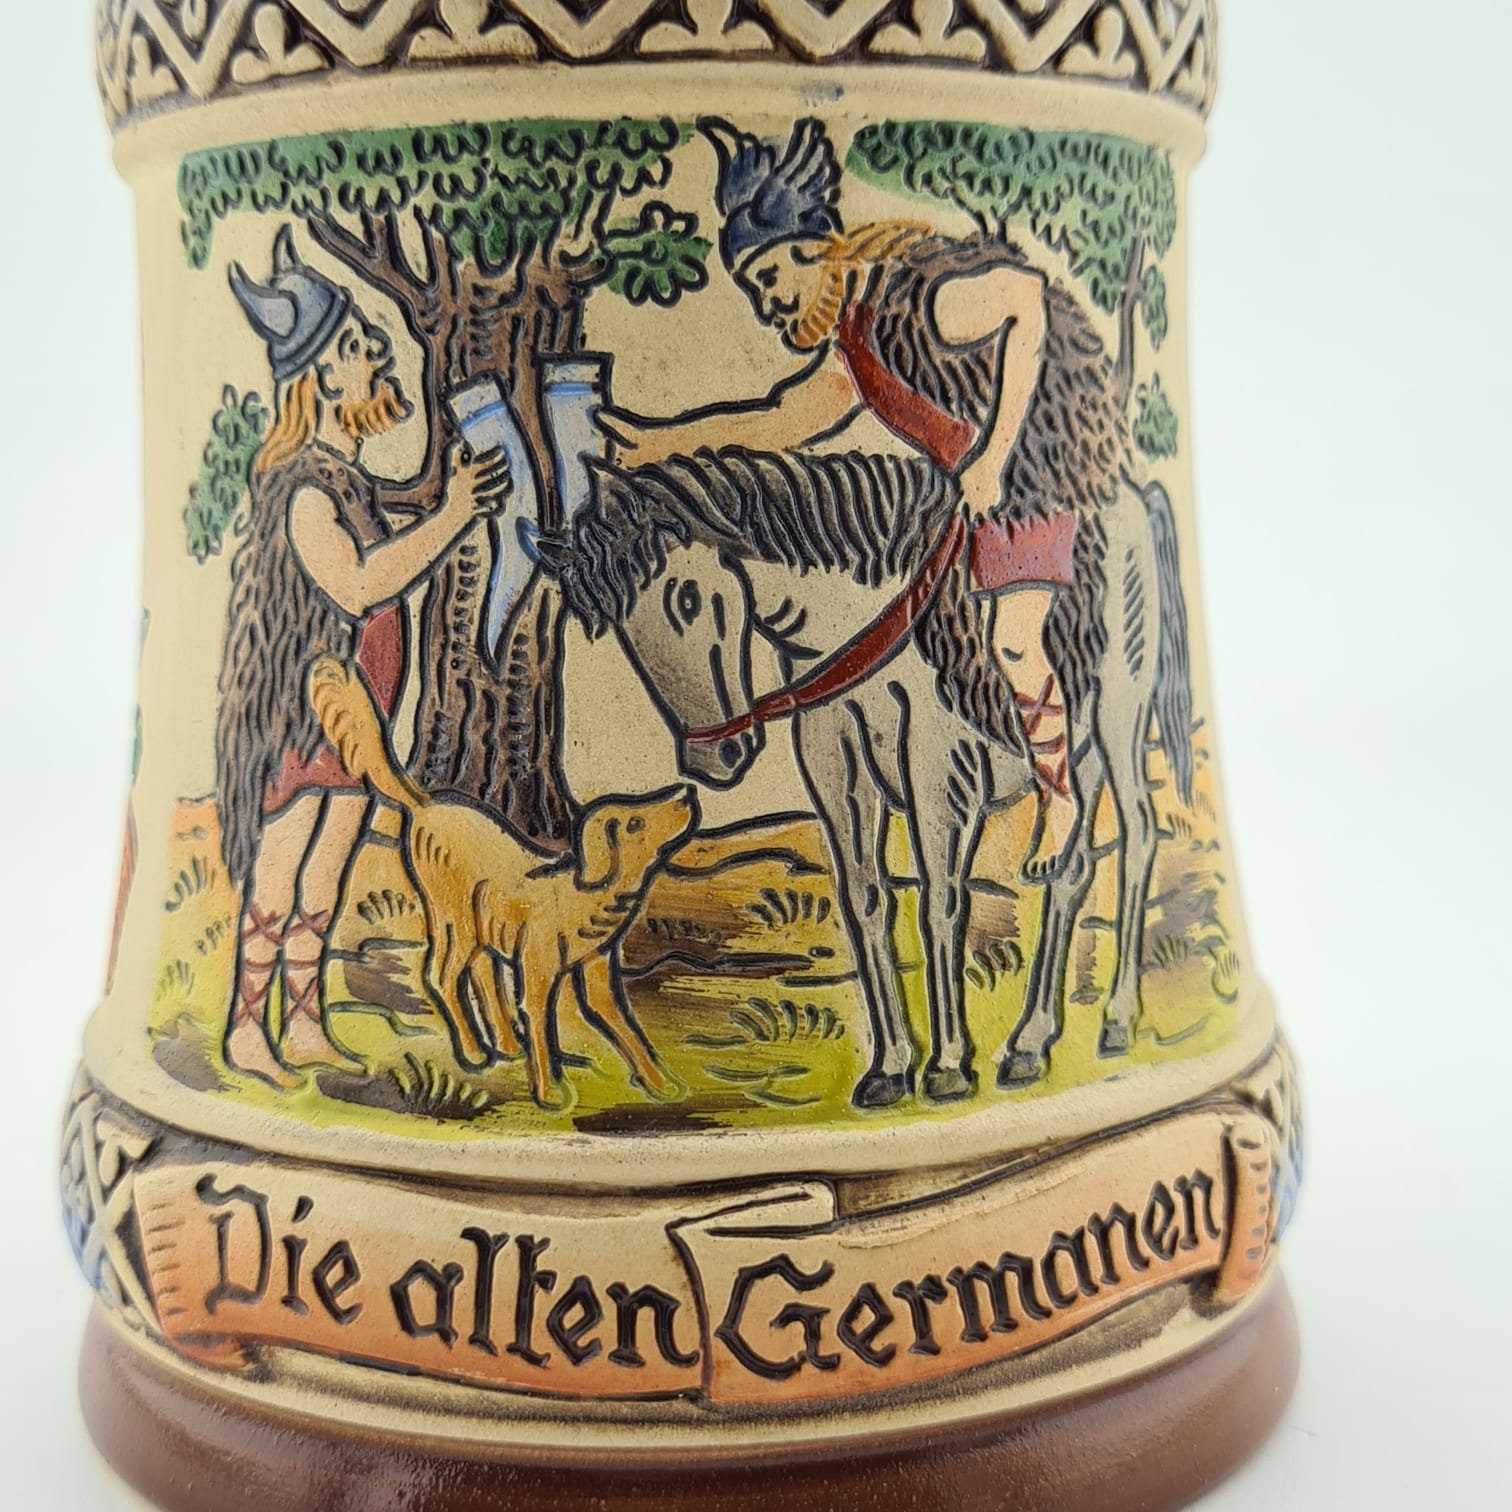 Die alten Germanen